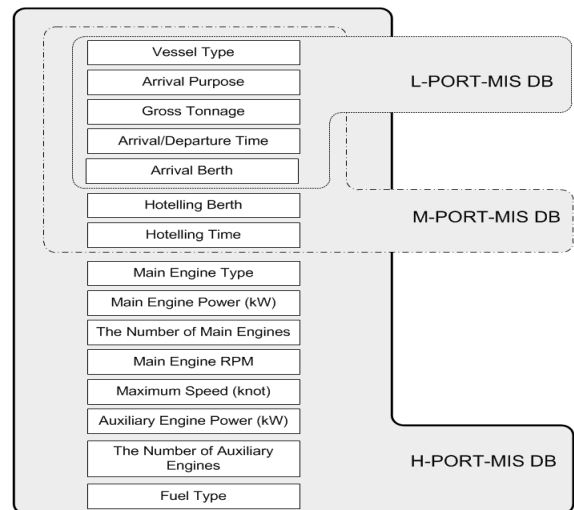 Vessel Type
Arrival Purpose
L-PORT-MIS DB
Gross Tonnage
Arrival/Departure Time
Arrival Berth
Hotelling Berth
M-PORT-MIS DB
Hotelling Time
Main Engine Type
Main Engine Power (kW)
The Number of Main Engines
Main Engine RPM
Maximum Speed (knot)
Auxiliary Engine Power (kW)
The Number of Auxiliary
Engines
H-PORT-MIS DB
Fuel Type